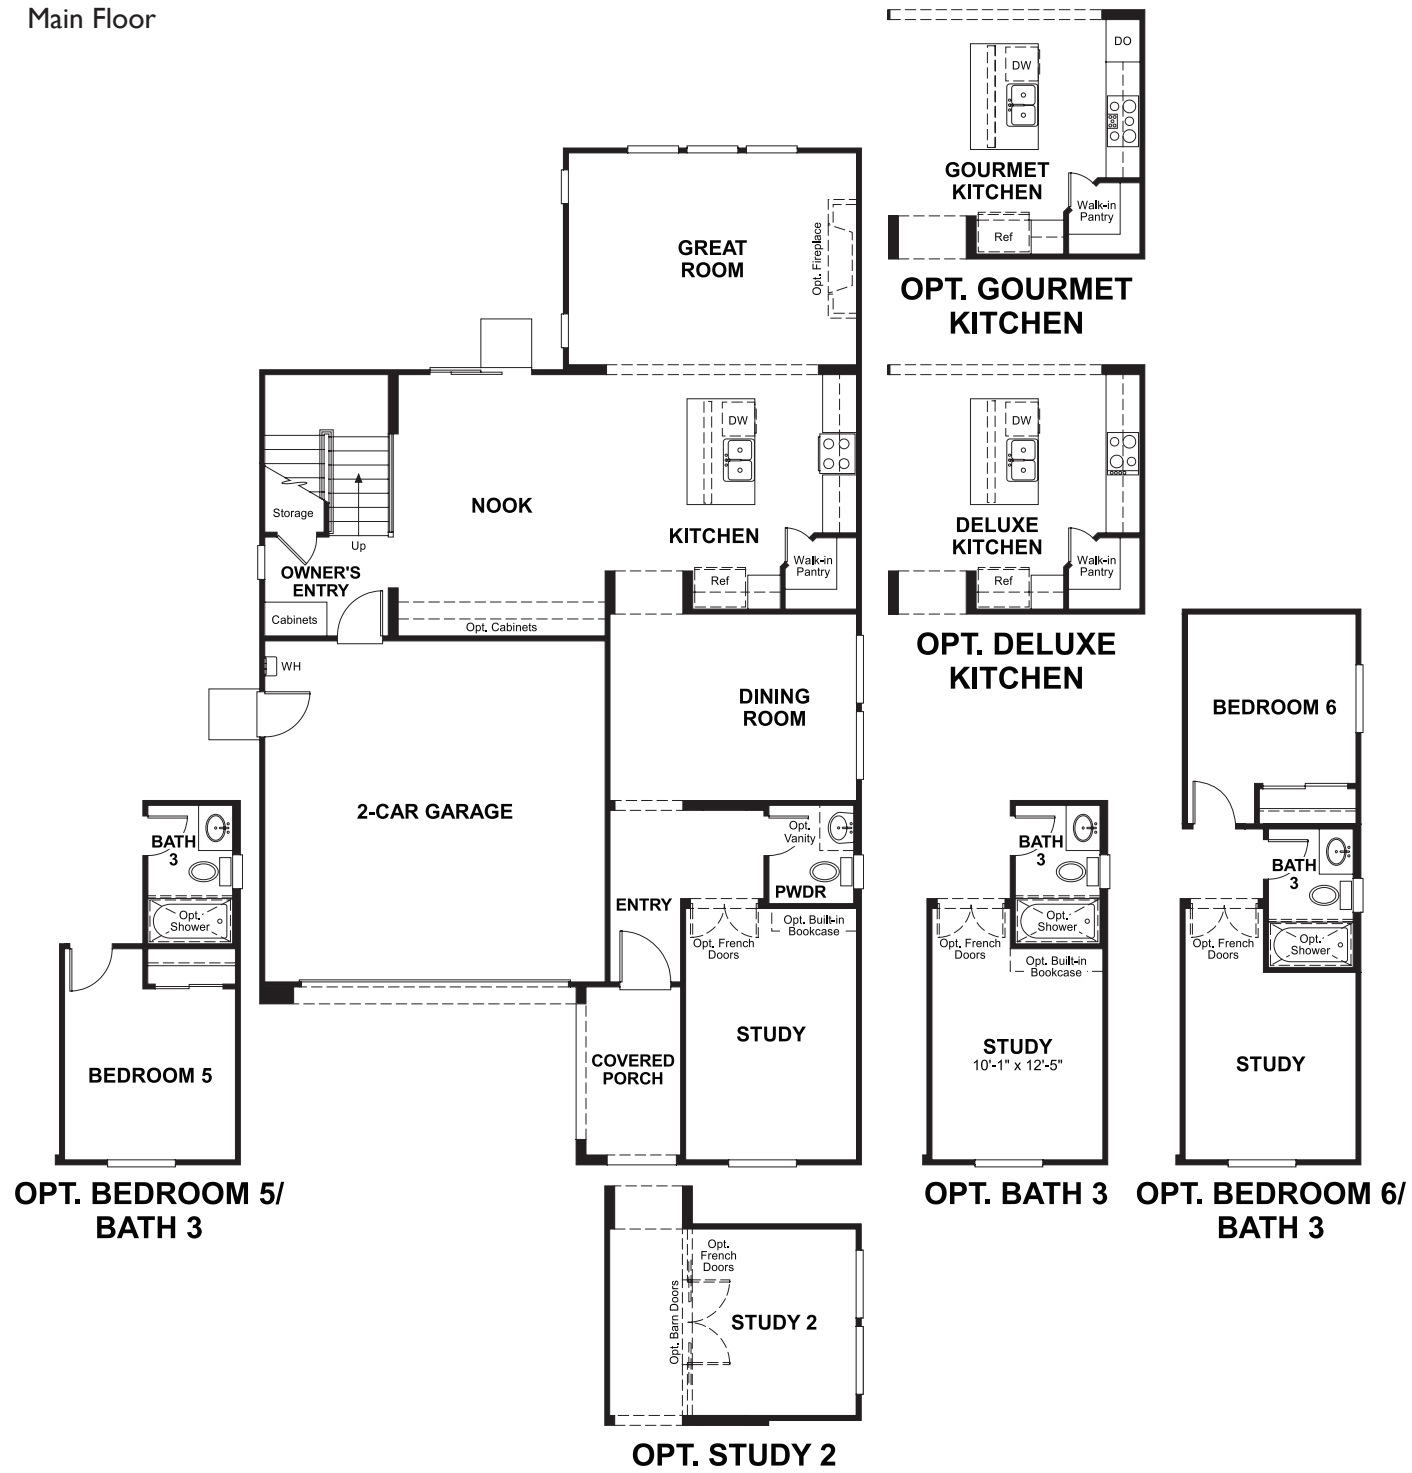 Main Floor
DO
DW
GOURMET
KITCHEN
Walk-in
Pantry
Ref
OPT. GOURMET
KITCHEN
GREAT
ROOM
Opt. Fireplace
DW
NOOK
KITCHEN
Storage
Up
OWNER'S
ENTRY
Cabinets
Opt. Cabinets
Ref
Walk-in
Pantry
DW
DELUXE
KITCHEN
Walk-in
Pantry
Ref
OPT. DELUXE
KITCHEN
WH
2-CAR GARAGE
DINING
ROOM
Opt.
Vanity
PWDR
ENTRY
Opt. French
Doors
Opt. Built-in
Bookcase
STUDY
COVERED
PORCH
BATH
3
Opt.
Shower
BEDROOM 5
OPT. BEDROOM 5/
BATH 3
BATH
3
Opt.
Shower
Opt. French
Doors
Opt. Built-in
Bookcase
STUDY
10'-1" x 12'-5"
OPT. BATH 3
BEDROOM 6
BATH
3
Opt.
Shower
Opt. French
Doors
STUDY
OPT. BEDROOM 6/
BATH 3
Opt.
French
Doors
Opt. Barn Doors
STUDY 2
OPT. STUDY 2